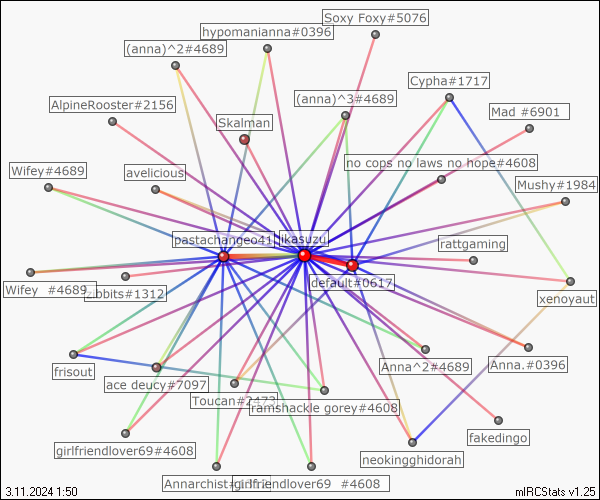 Soxy Foxy#5076
hypomanianna#0396
(anna)^2#4689
Cypha#1717
AlpineRooster#2156
(anna)^3#4689
Mad #6901
Skalman
no cops no laws no hope#4608
Wifey#4689
avelicious
Mushy#1984
pastachangeo41
ikasuzu
rattgaming
default#0617
Wifey #4689
zibbits#1312
xenoyaut
frisout
Anna^2#4689
Anna.#0396
ace deucy#7097
Toucan#2473
ramshackle gorey#4608
fakedingo
girlfriendlover69#4608
neokingghidorah
Annarchist#1312
girlfriendlover69 #4608
3.11.2024 1:50
mIRCStats v1.25